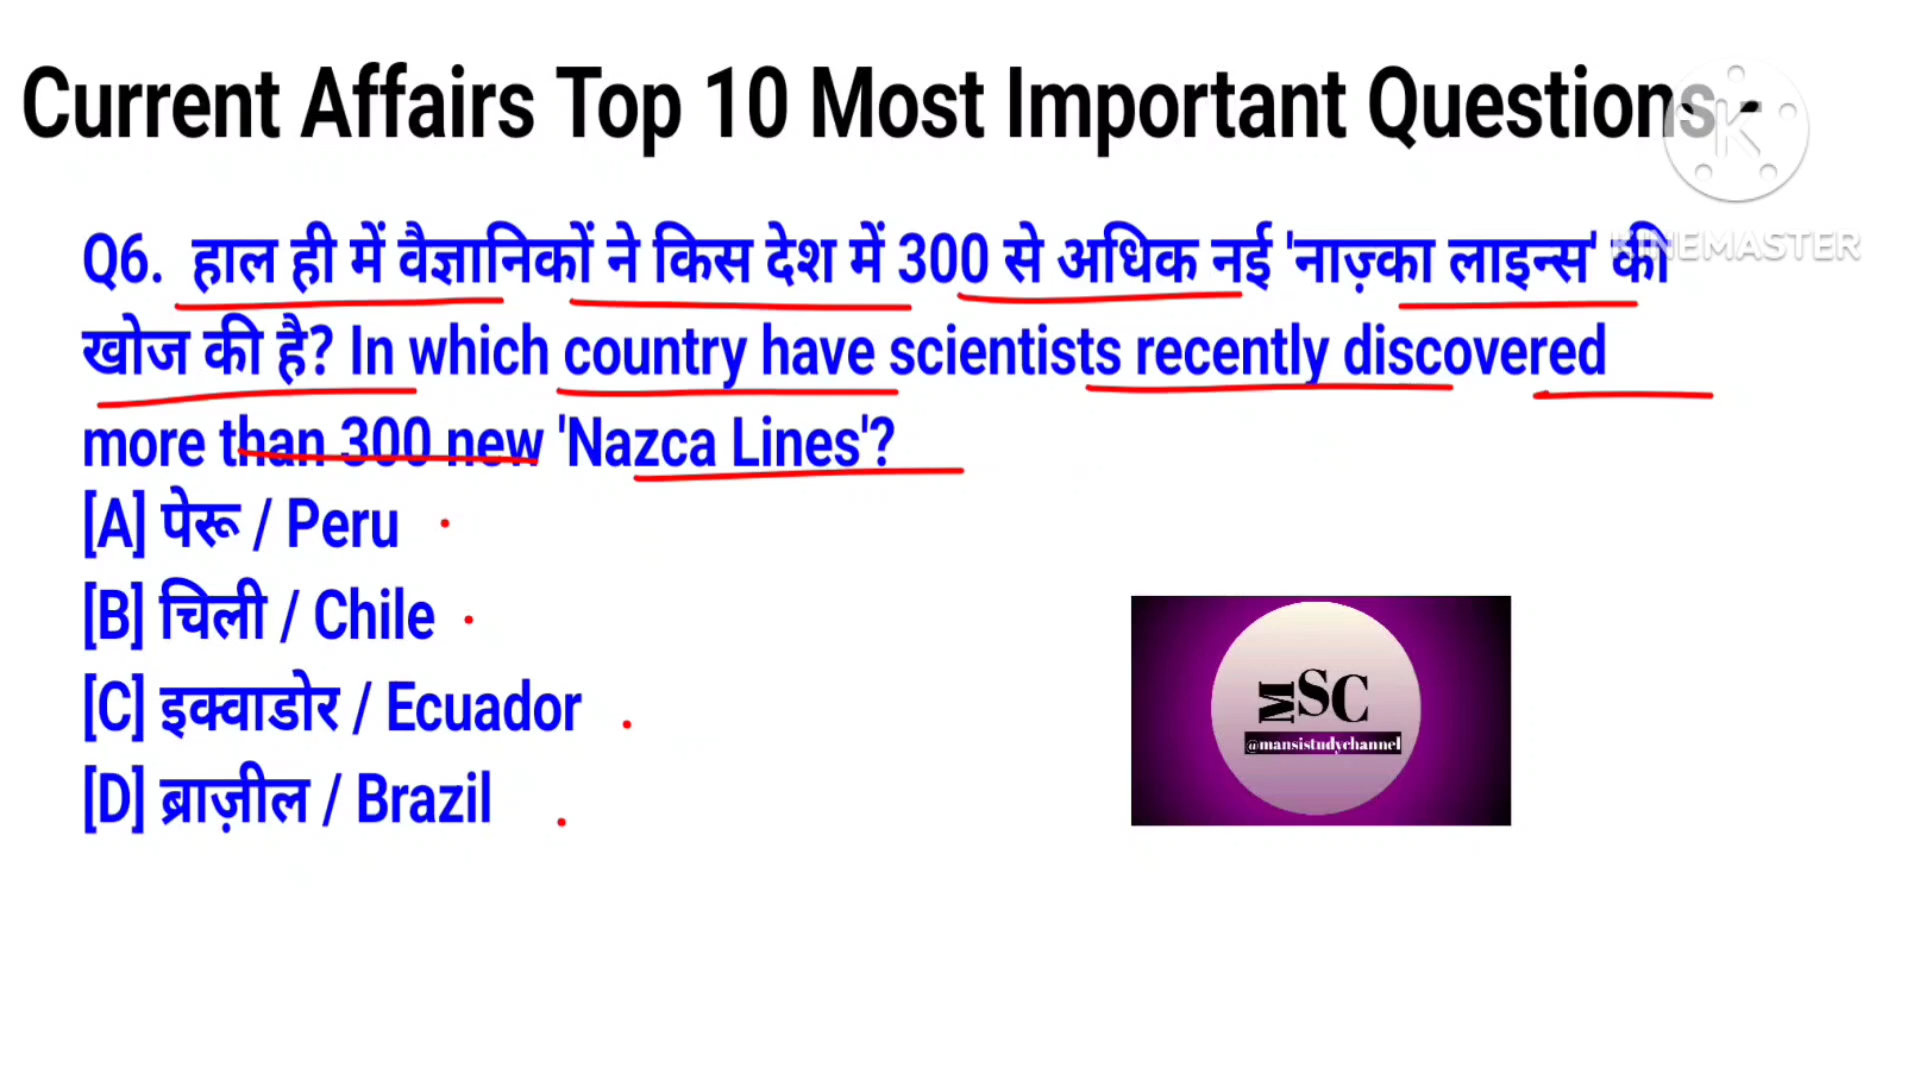 Current Affairs Top 10 Most Important Questions -
KINEMASTER
Q6. हाल ही में वैज्ञानिकों ने किस देश में 300 से अधिक नई 'नाज़्का लाइन्स' की
खोज की है? In which country have scientists recently discovered
more than 300 new 'Nazca Lines'?
[A] पेरू / Peru
[B] चिली / Chile
[C] इक्वाडोर / Ecuador
[D] ब्राज़ील / Brazil
MSC
@mansistudychannel